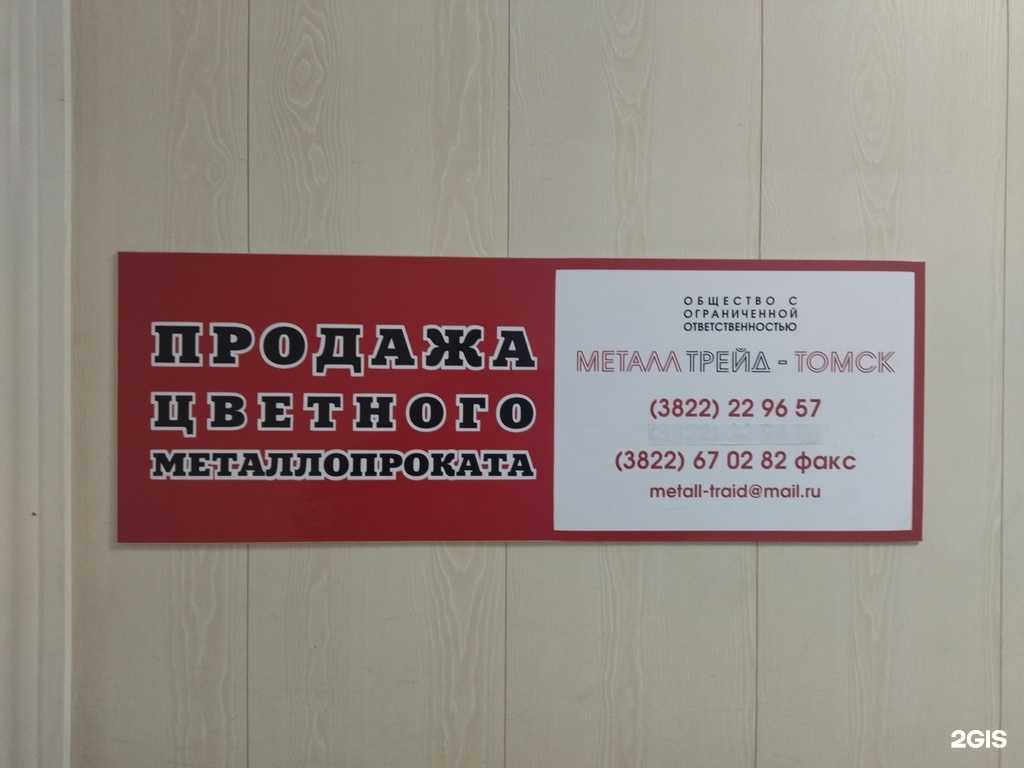 ПРОДАЖА
ЦВЕТНОГО
МЕТАЛЛОПРОКАТА
ОБЩЕСТВО С
ОГРАНИЧЕННОЙ
ОТВЕТСТВЕННОСТЬЮ
МЕТАЛЛ ТРЕЙД - ТОМСК
(3822) 22 96 57
(3822) 67 02 82 факс
metall-traid@mail.ru
2GIS